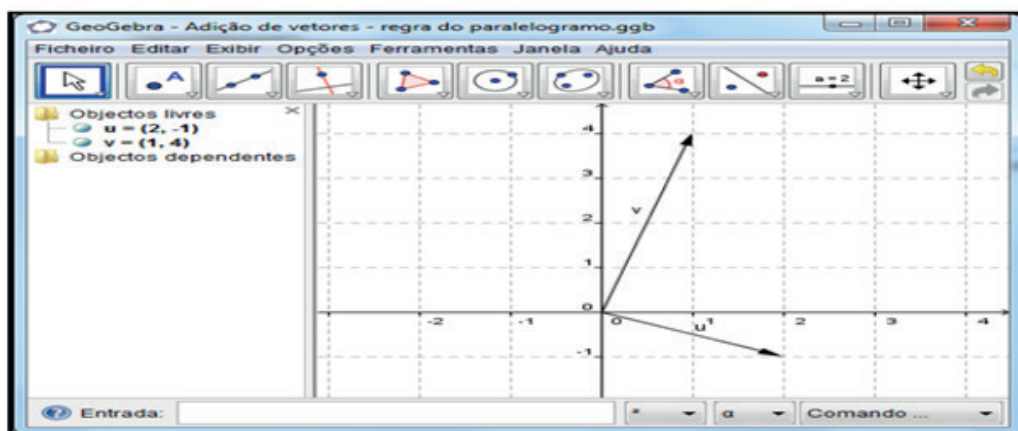 GeoGebra - Adição de vetores - regra do paralelogramo.ggb
Ficheiro Editar Exibir Opções Ferramentas Janela Ajuda
A
α
a = 2
Objectos livres
u = (2, -1)
v = (1, 4)
Objectos dependentes
4
3
2
1
0
-1
v
u
-2 -1 0 1 2 3 4
Entrada:
α
Comando ...